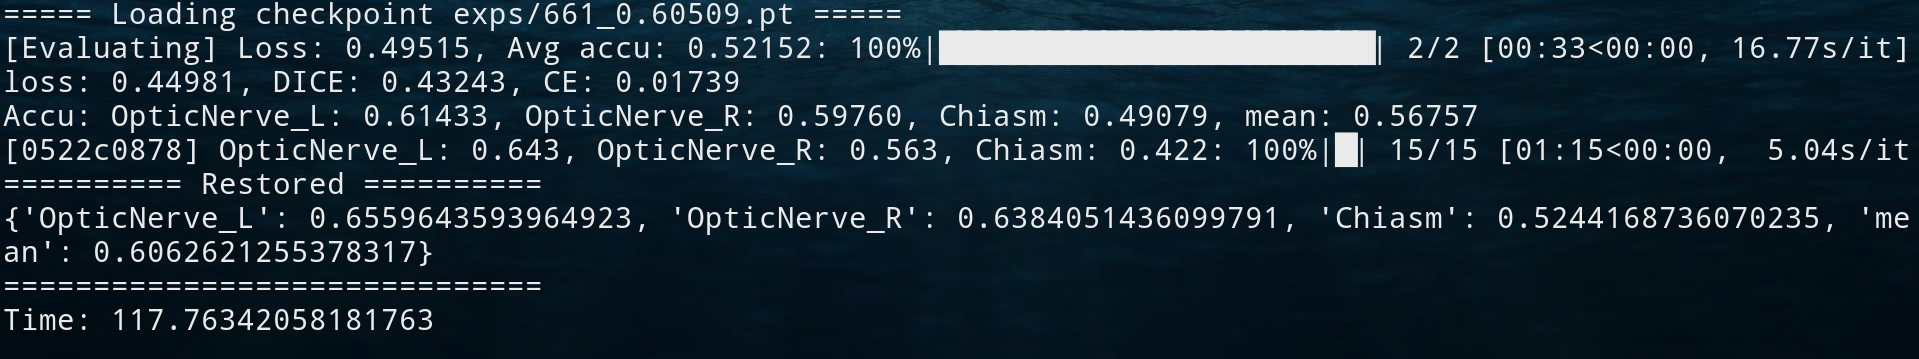 ===== Loading checkpoint exps/661_0.60509.pt =====
[Evaluating] Loss: 0.49515, Avg accu: 0.52152: 100%|█████████████████████████| 2/2 [00:33<00:00, 16.77s/it]
loss: 0.44981, DICE: 0.43243, CE: 0.01739
Accu: OpticNerve_L: 0.61433, OpticNerve_R: 0.59760, Chiasm: 0.49079, mean: 0.56757
[0522c0878] OpticNerve_L: 0.643, OpticNerve_R: 0.563, Chiasm: 0.422: 100%|█| 15/15 [01:15<00:00,  5.04s/it
========== Restored ==========
{'OpticNerve_L': 0.6559643593964923, 'OpticNerve_R': 0.6384051436099791, 'Chiasm': 0.5244168736070235, 'me
an': 0.6062621255378317}
==============================
Time: 117.76342058181763